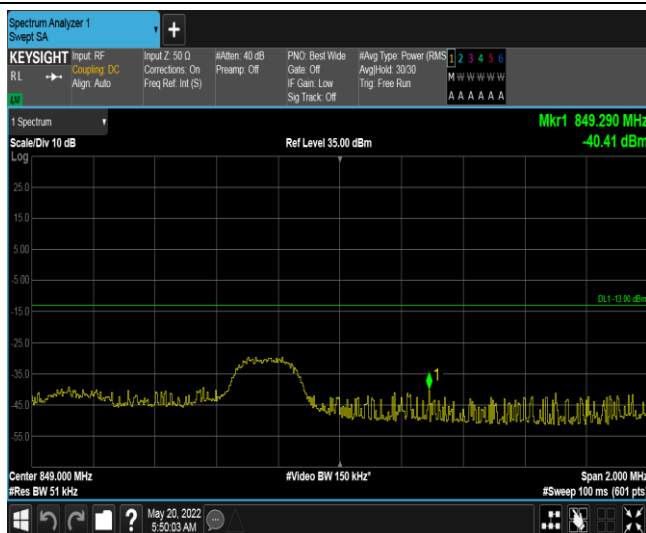 Spectrum Analyzer 1
Swept SA
+
KEYSIGHT
RL
Input: RF
Coupling: DC
Align: Auto
Input Z: 50 Ω
Corrections: On
Freq Ref: Int (S)
#Atten: 40 dB
Preamp: Off
PNO: Best Wide
Gate: Off
IF Gain: Low
Sig Track: Off
#Avg Type: Power (RMS
Avg|Hold: 30/30
Trig: Free Run
1 2 3 4 5 6
M W W W W W
A A A A A A
1 Spectrum
Mkr1 849.290 MHz
Scale/Div 10 dB
Ref Level 35.00 dBm
-40.41 dBm
Log
25.0
15.0
5.00
-5.00
DL1 -13.00 dBm
-15.0
-25.0
-35.0
1
-45.0
-55.0
Center 849.000 MHz
#Video BW 150 kHz*
Span 2.000 MHz
#Res BW 51 kHz
#Sweep 100 ms (601 pts
?
May 20, 2022
5:50:03 AM